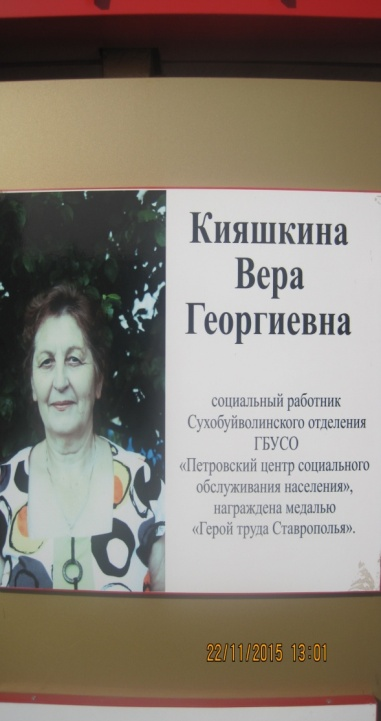 Кияшкина
Вера
Георгиевна
социальный работник
Сухобуйволинского отделения
ГБУСО
«Петровский центр социального
обслуживания населения»,
награждена медалью
«Герой труда Ставрополья».
22/11/2015 13:01